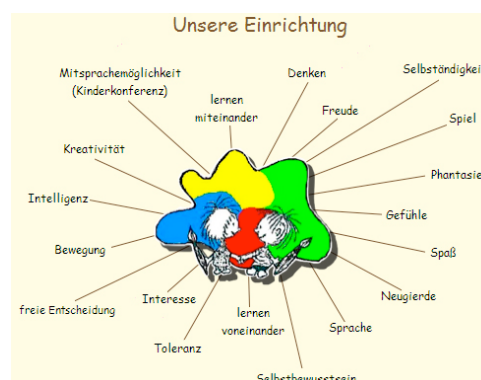 Unsere Einrichtung
Mitsprachemöglichkeit
(Kinderkonferenz)
Denken
Selbständigkei
lernen
miteinander
Freude
Spiel
Kreativität
Phantasie
Intelligenz
Gefühle
Bewegung
Spaß
Interesse
Neugierde
freie Entscheidung
lernen
voneinander
Sprache
Toleranz
Selbstbewusstsein